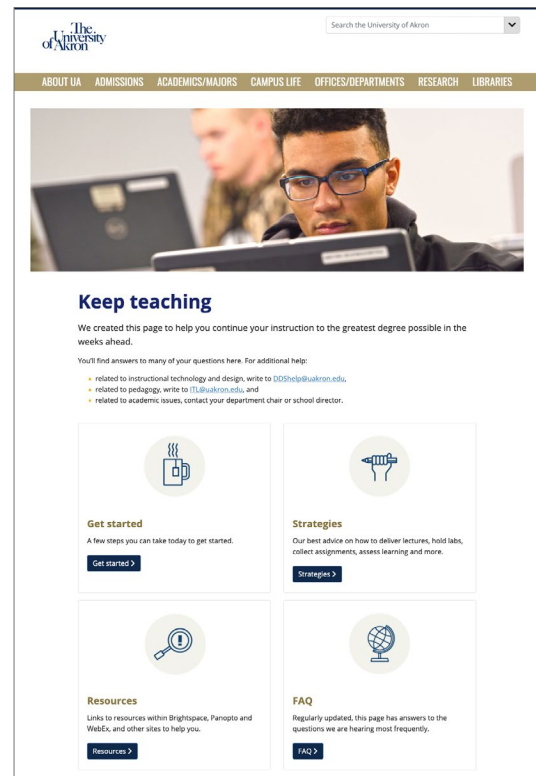 The
University
of Akron
Search the University of Akron
ABOUT UA ADMISSIONS ACADEMICS/MAJORS CAMPUS LIFE OFFICES/DEPARTMENTS RESEARCH LIBRARIES
Keep teaching
We created this page to help you continue your instruction to the greatest degree possible in the
weeks ahead.
You'll find answers to many of your questions here. For additional help:
related to instructional technology and design, write to DDShelp@uakron.edu,
related to pedagogy, write to ITL@uakron.edu, and
related to academic issues, contact your department chair or school director.
Get started
A few steps you can take today to get started.
Get started >
Strategies
Our best advice on how to deliver lectures, hold labs,
collect assignments, assess learning and more.
Strategies >
Resources
Links to resources within Brightspace, Panopto and
WebEx, and other sites to help you.
Resources >
FAQ
Regularly updated, this page has answers to the
questions we are hearing most frequently.
FAQ >